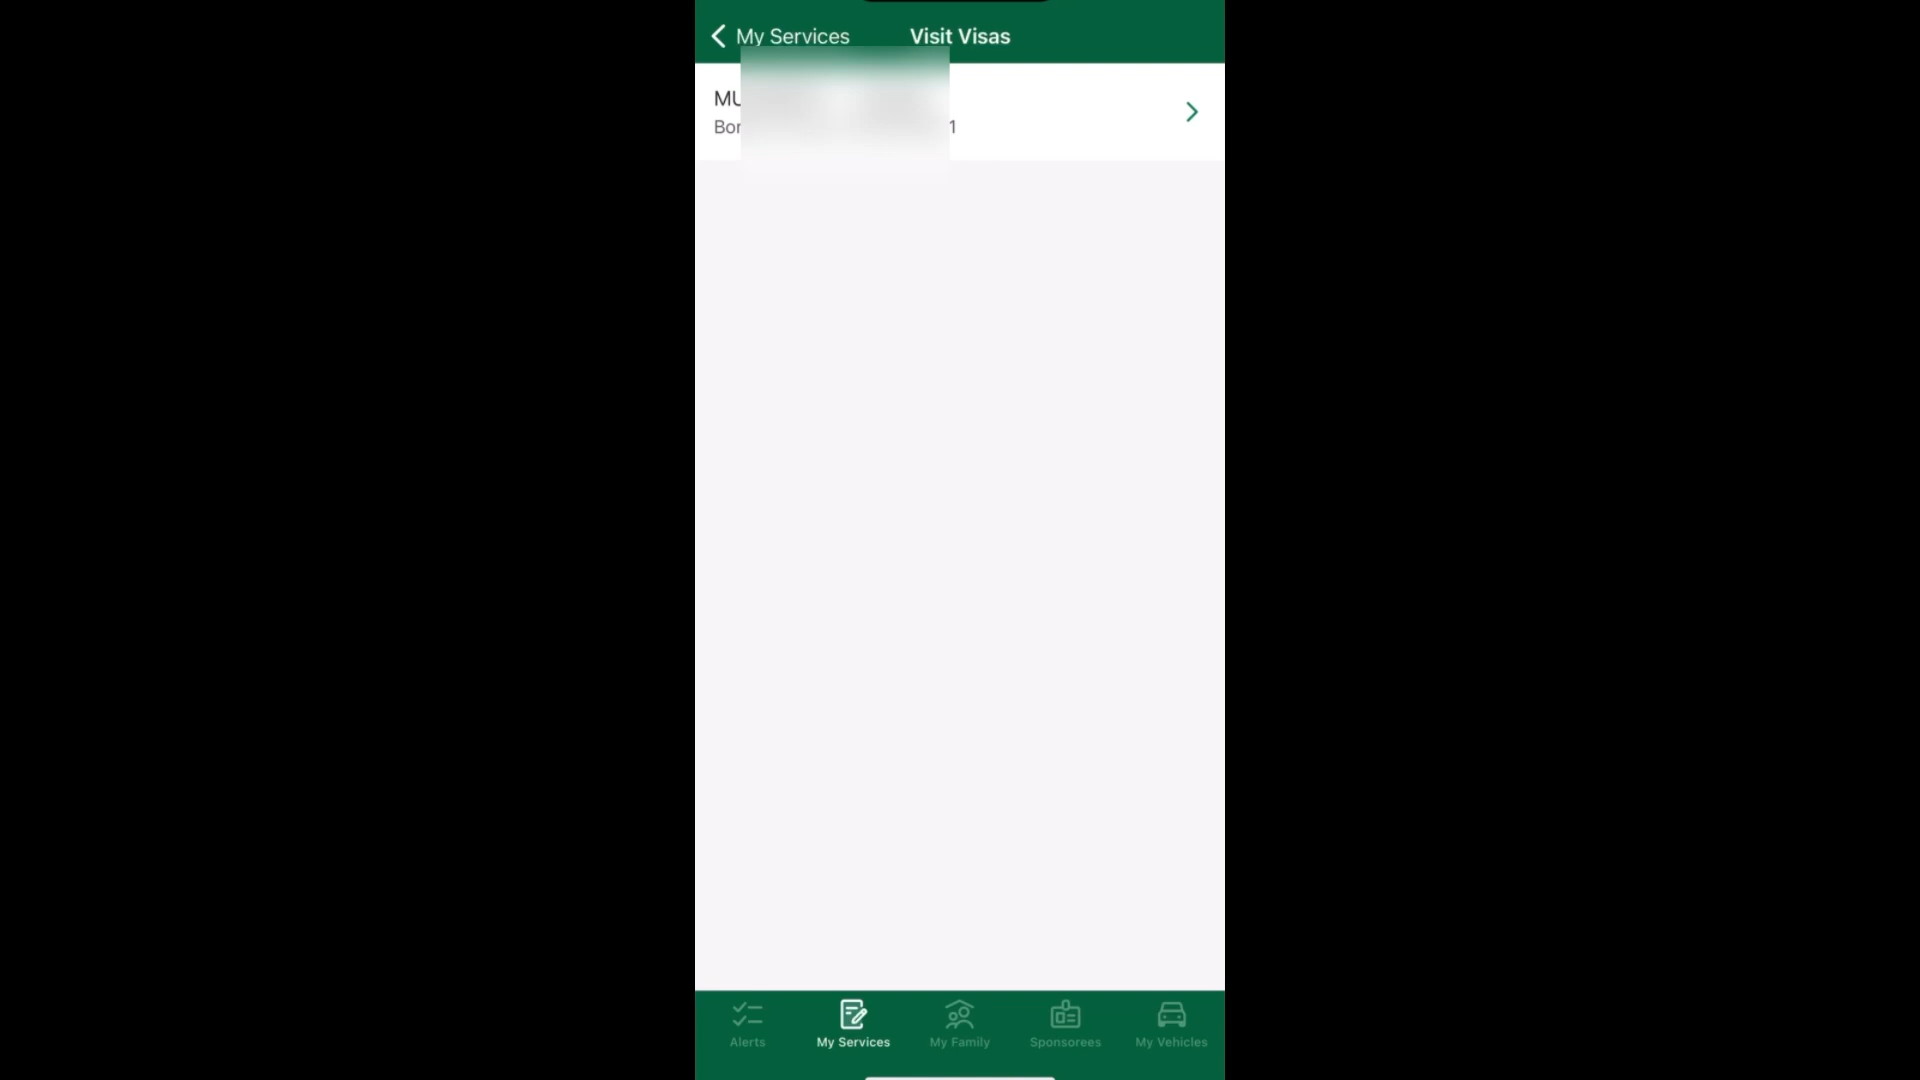 My Services
Visit Visas
MU
Bor 1
Alerts
My Services
My Family
Sponsorees
My Vehicles